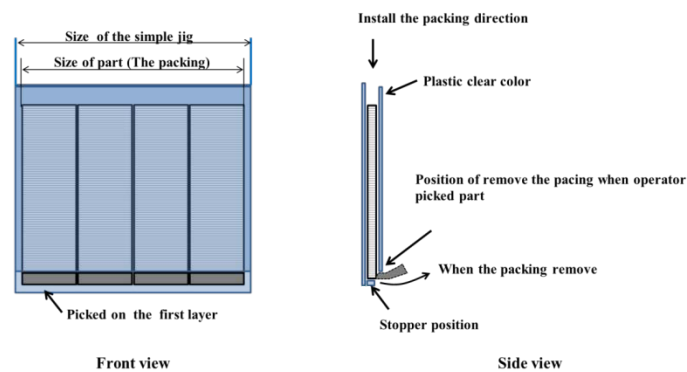 Size of the simple jig
Size of part (The packing)
Picked on the first layer
Front view
Install the packing direction
Plastic clear color
Position of remove the pacing when operator
picked part
When the packing remove
Stopper position
Side view